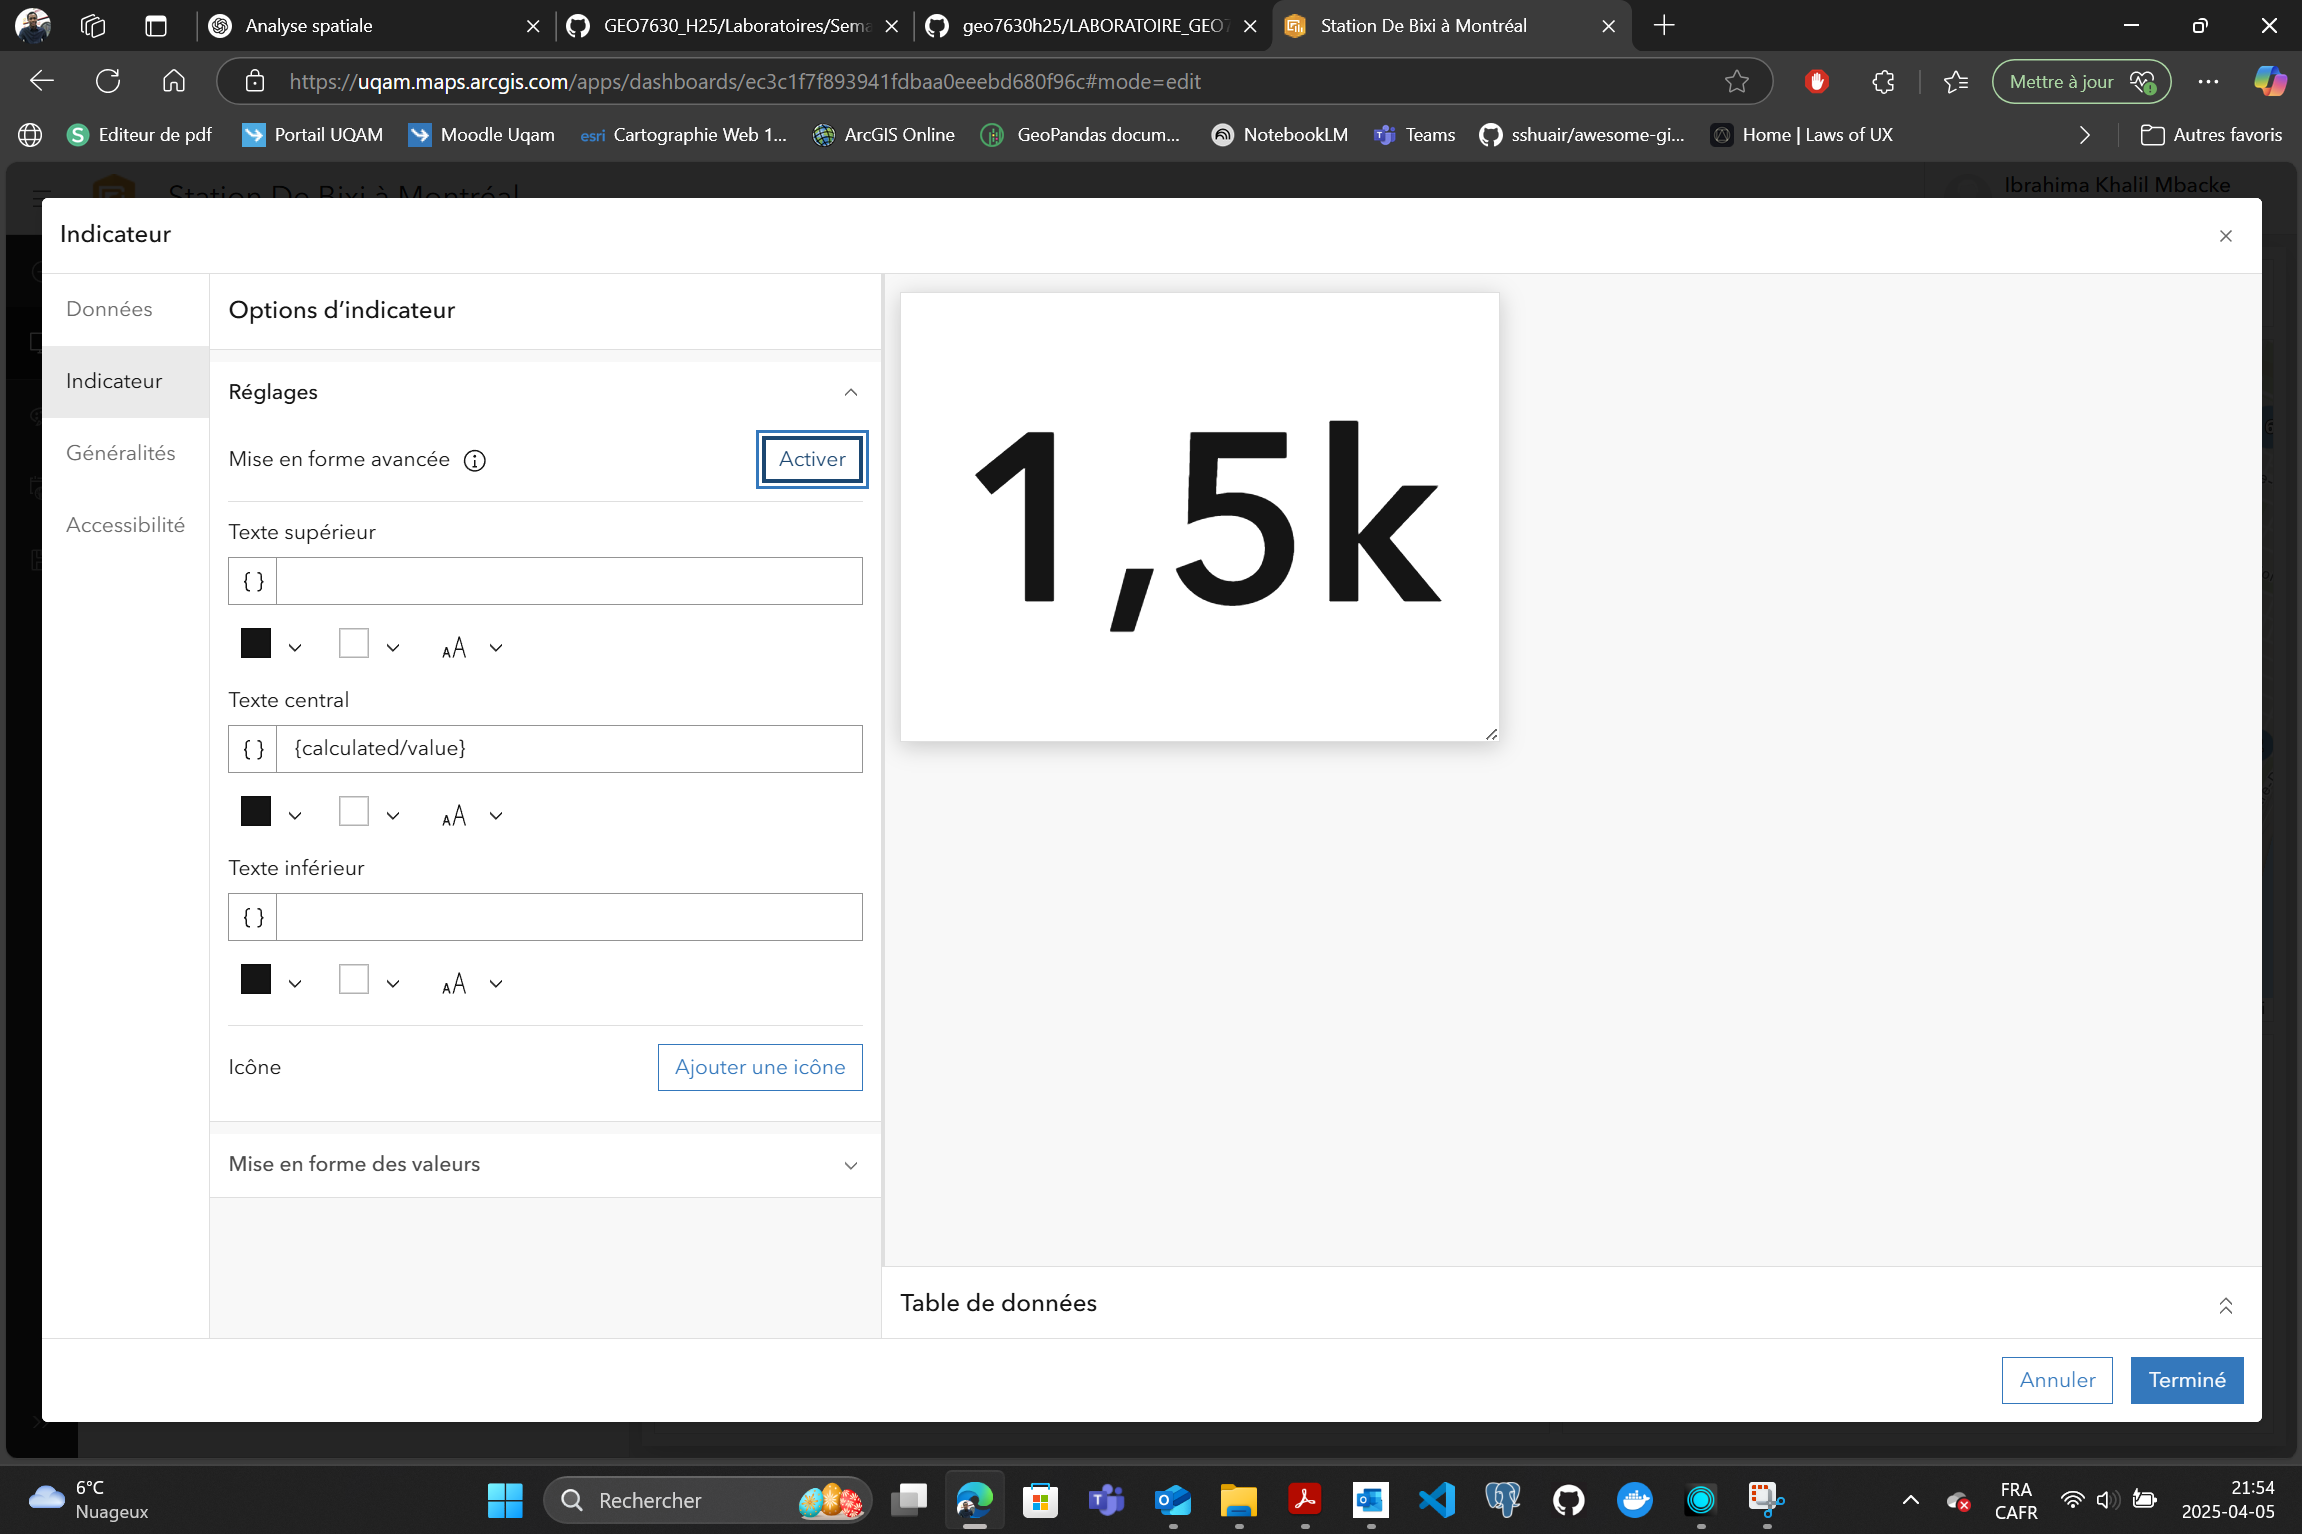 Analyse spatiale
GEO7630_H25/Laboratoires/Sema
geo7630h25/LABORATOIRE_GEO7
Station De Bixi à Montréal
https://uqam.maps.arcgis.com/apps/dashboards/ec3c1f7f893941fdbaa0eeebd680f96c#mode=edit
Mettre à jour
Editeur de pdf
Portail UQAM
Moodle Uqam
esri Cartographie Web 1...
ArcGIS Online
GeoPandas docum...
NotebookLM
Teams
sshuair/awesome-gi...
Home | Laws of UX
Autres favoris
Station De Bixi à Montréal
Ibrahima Khalil Mbacke
Indicateur
Données
Indicateur
Généralités
Accessibilité
Options d’indicateur
Réglages
Mise en forme avancée
Activer
Texte supérieur
{ }
AA
Texte central
{ } {calculated/value}
AA
Texte inférieur
{ }
AA
Icône
Ajouter une icône
Mise en forme des valeurs
1,5k
Table de données
Annuler
Terminé
6°C
Nuageux
Rechercher
FRA
CAFR
21:54
2025-04-05